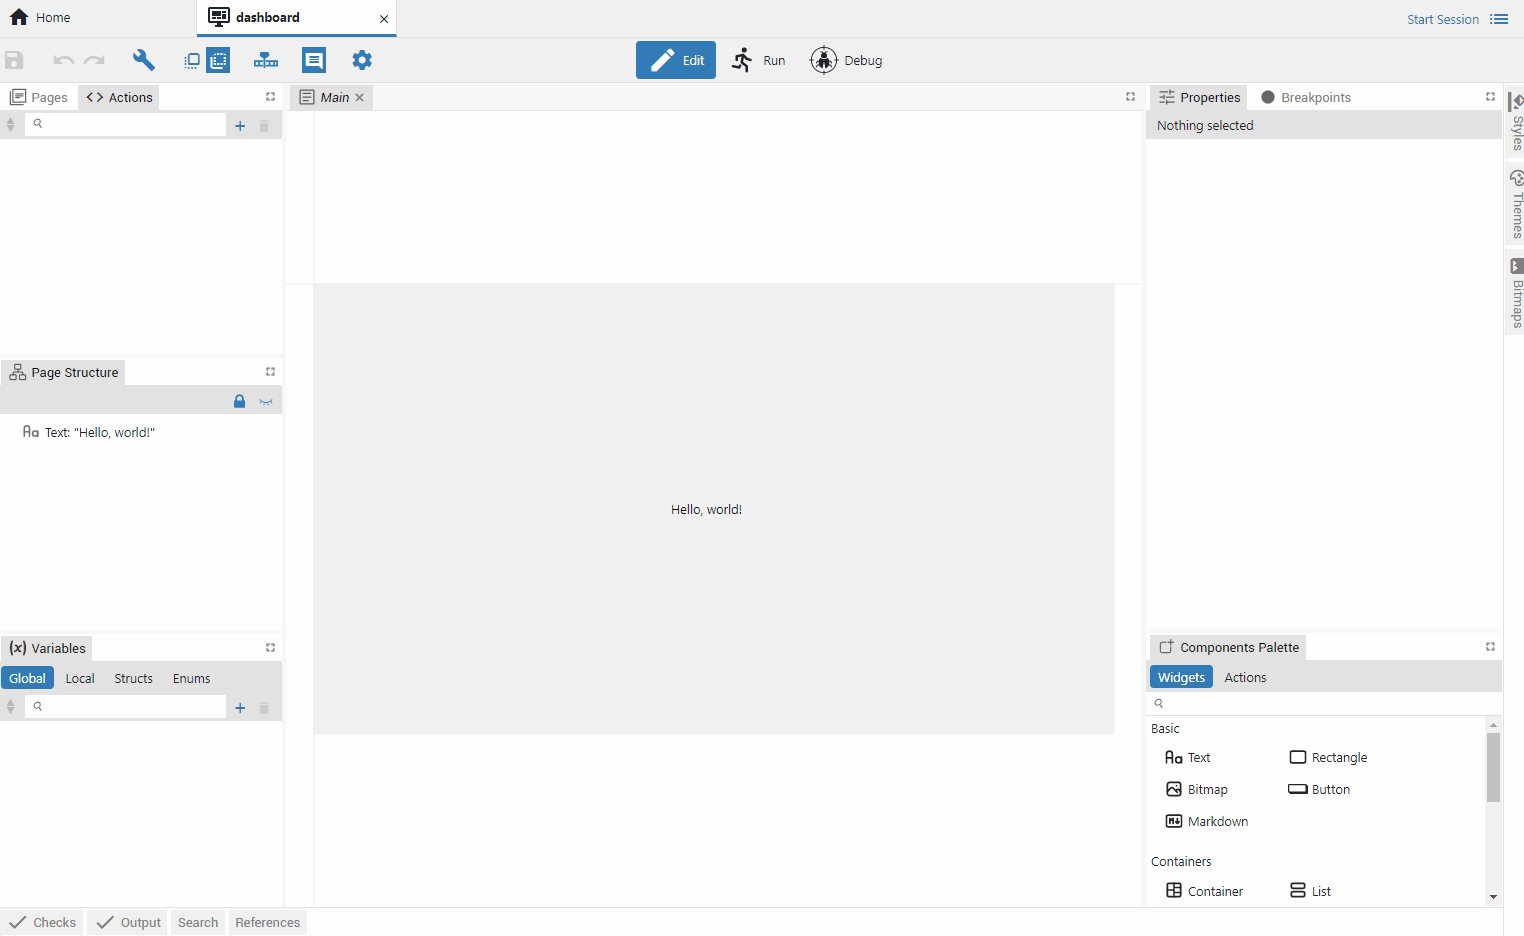 Home
dashboard
Start Session
Edit
Run
Debug
Pages
Actions
Main
Properties
Breakpoints
Nothing selected
Styles
Themes
Bitmaps
Page Structure
Aa Text: "Hello, world!"
Hello, world!
(x) Variables
Global Local Structs Enums
Components Palette
Widgets Actions
Basic
Aa Text
Rectangle
Bitmap
Button
Markdown
Containers
Container
List
Checks
Output
Search
References